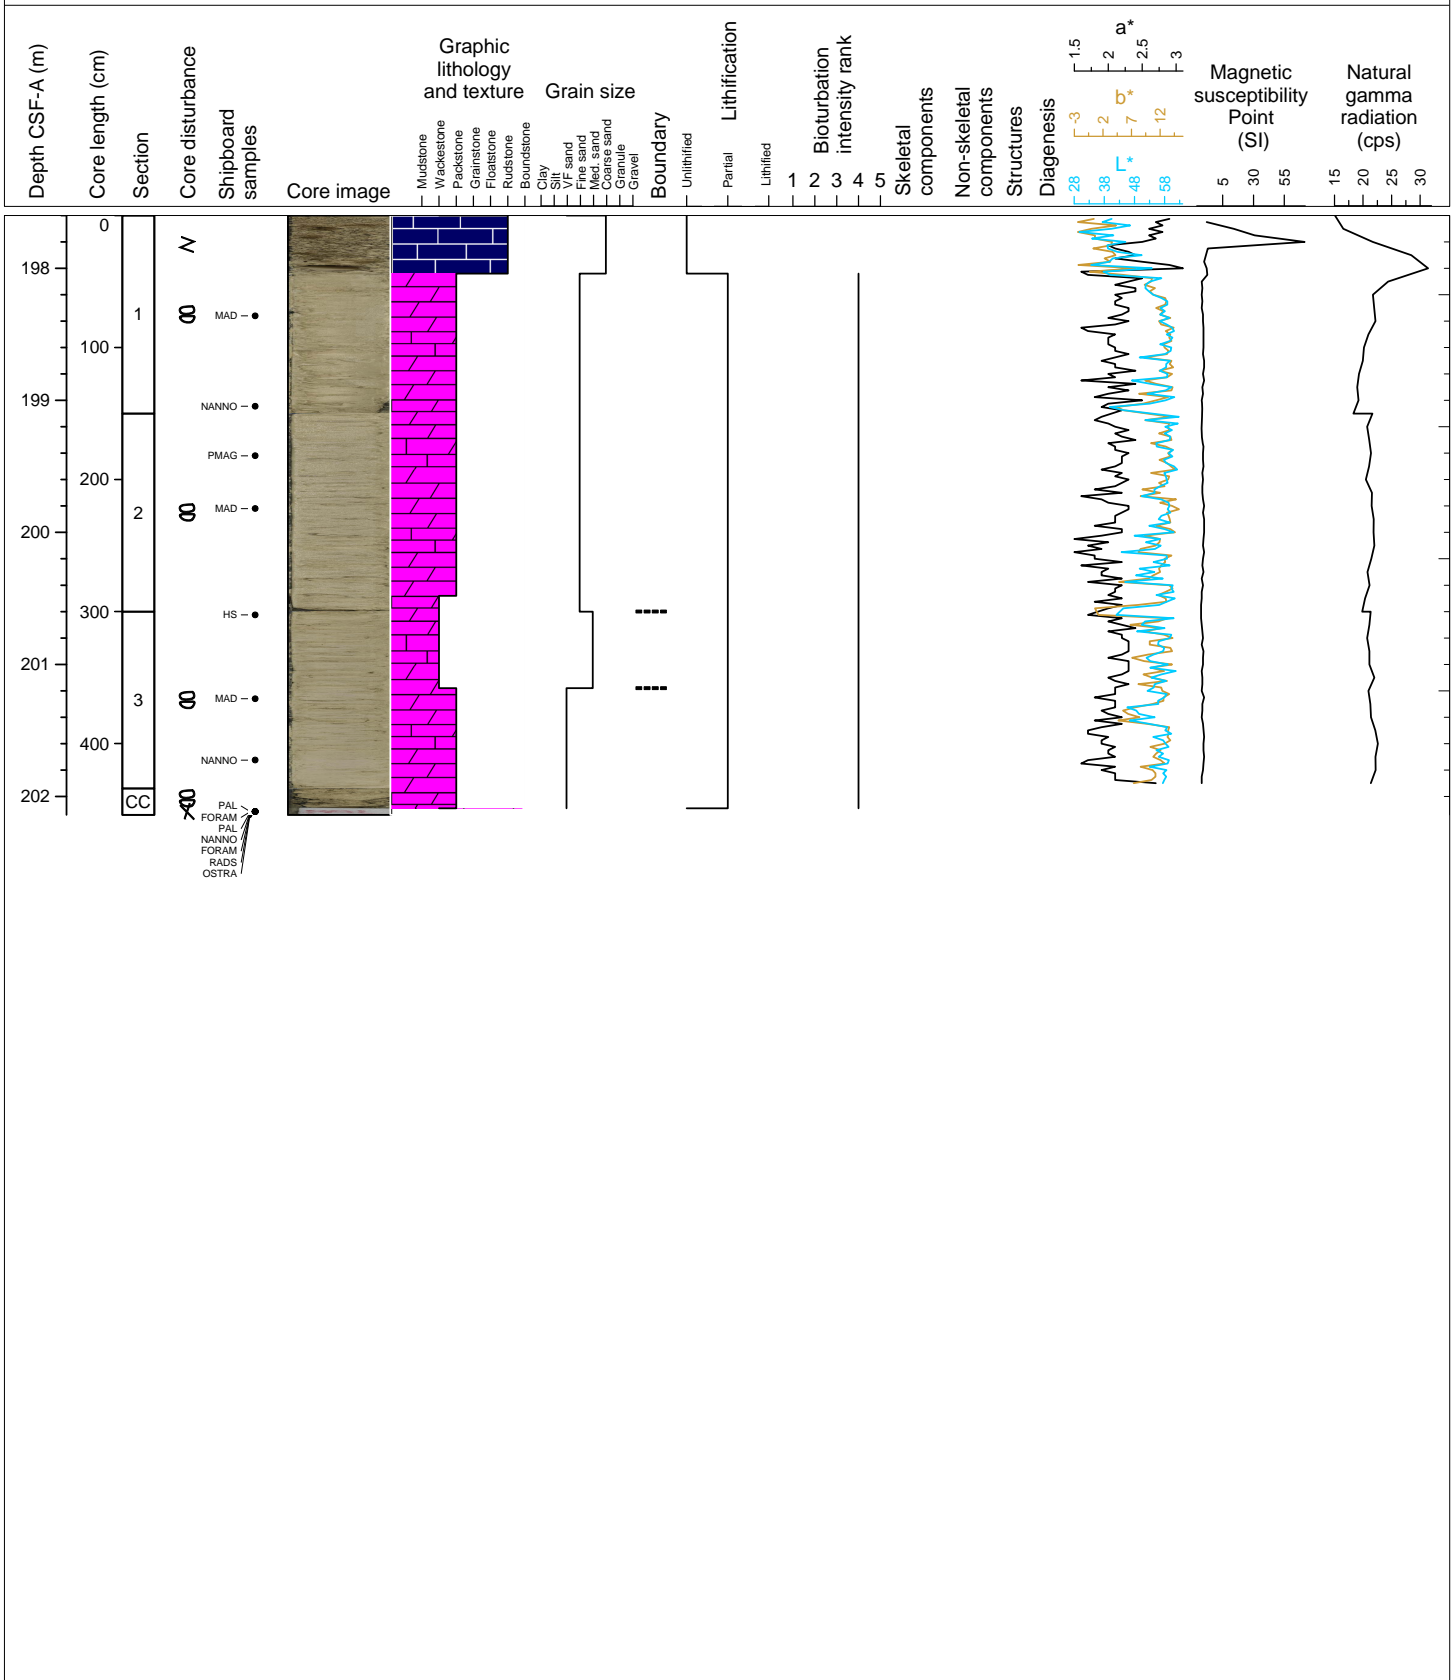 Depth CSF-A (m)
Core length (cm)
Section
Core disturbance
Shipboard
samples
Core image
Graphic
lithology
and texture
Mudstone
Wackestone
Packstone
Grainstone
Floatstone
Rudstone
Boundstone
Grain size
Clay
Silt
VF sand
Fine sand
Med. sand
Coarse sand
Granule
Gravel
Boundary
Lithification
Unlithified
Partial
Lithified
Bioturbation
intensity rank
1 2 3 4 5
Skeletal
components
Non-skeletal
components
Structures
Diagenesis
a*
1.5 2 2.5 3
b*
-3 2 7 12
L*
28 38 48 58
Magnetic
susceptibility
Point
(SI)
5 30 55
Natural
gamma
radiation
(cps)
15 20 25 30
0
198
1
MAD
100
199
NANNO
PMAG
200
2
MAD
200
300
HS
201
3
MAD
400
NANNO
202
CC
PAL
FORAM
PAL
NANNO
FORAM
RADS
OSTRA